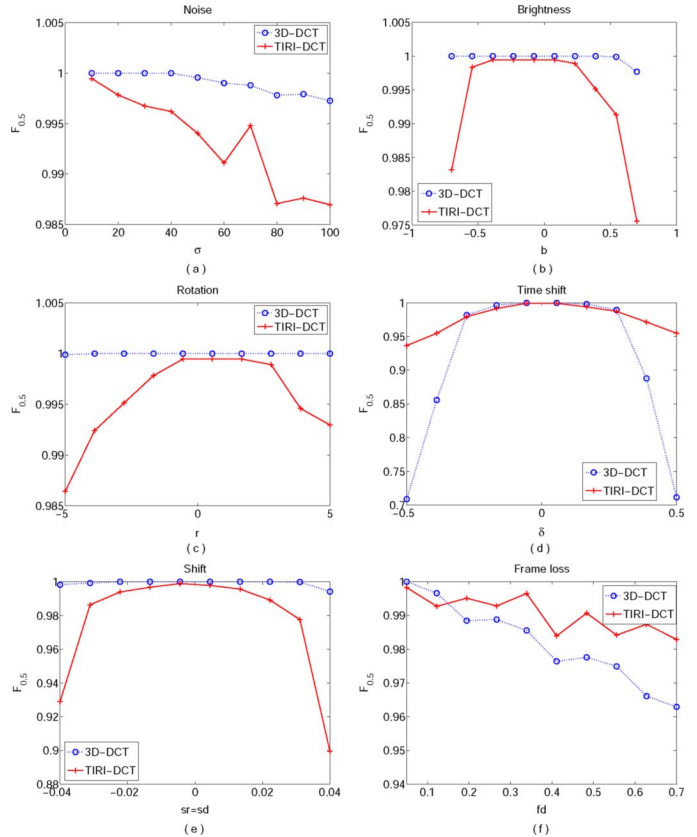 Noise
1.005
1
0.995
0.99
0.985
F0.5
3D-DCT
TIRI-DCT
0 20 40 60 80 100
σ
( a )
Brightness
1.005
1
0.995
0.99
0.985
0.98
0.975
F0.5
3D-DCT
TIRI-DCT
−1 −0.5 0 0.5 1
b
( b )
Rotation
1.005
1
0.995
0.99
0.985
F0.5
3D-DCT
TIRI-DCT
−5 0 5
r
( c )
Time shift
1
0.95
0.9
0.85
0.8
0.75
0.7
F0.5
3D-DCT
TIRI-DCT
−0.5 0 0.5
δ
( d )
Shift
1
0.98
0.96
0.94
0.92
0.9
0.88
F0.5
3D-DCT
TIRI-DCT
−0.04 −0.02 0 0.02 0.04
sr=sd
( e )
Frame loss
1
0.99
0.98
0.97
0.96
0.95
0.94
F0.5
3D-DCT
TIRI-DCT
0.1 0.2 0.3 0.4 0.5 0.6 0.7
fd
( f )